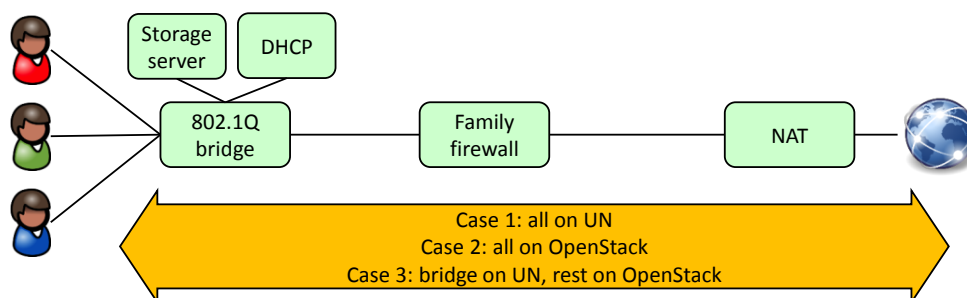 Storage
server
DHCP
802.1Q
bridge
Family
firewall
NAT
Case 1: all on UN
Case 2: all on OpenStack
Case 3: bridge on UN, rest on OpenStack